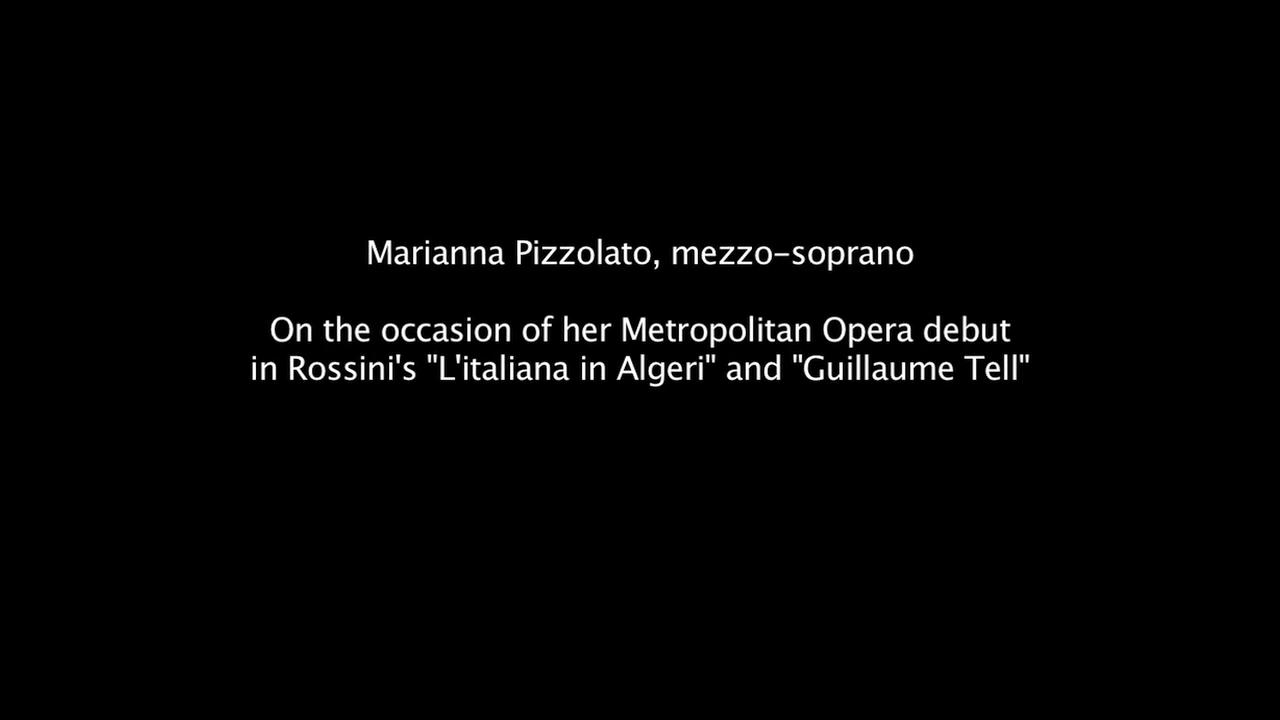 Marianna Pizzolato, mezzo-soprano
On the occasion of her Metropolitan Opera debut
in Rossini's "L'italiana in Algeri" and "Guillaume Tell"